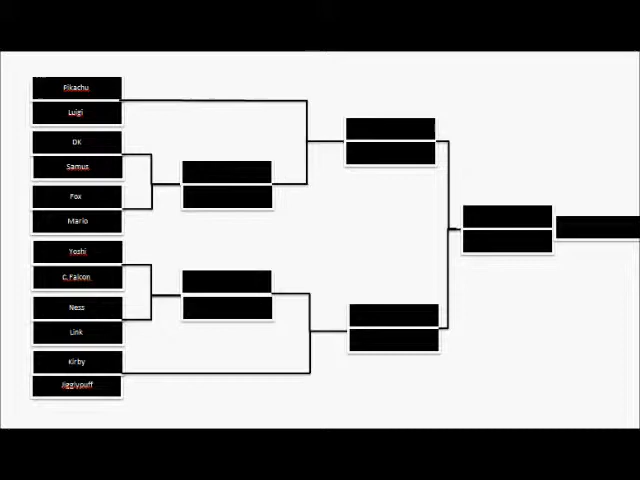 Pikachu
Luigi
DK
Samus
Fox
Mario
Yoshi
C.Falcon
Ness
Link
Kirby
Jigglypuff